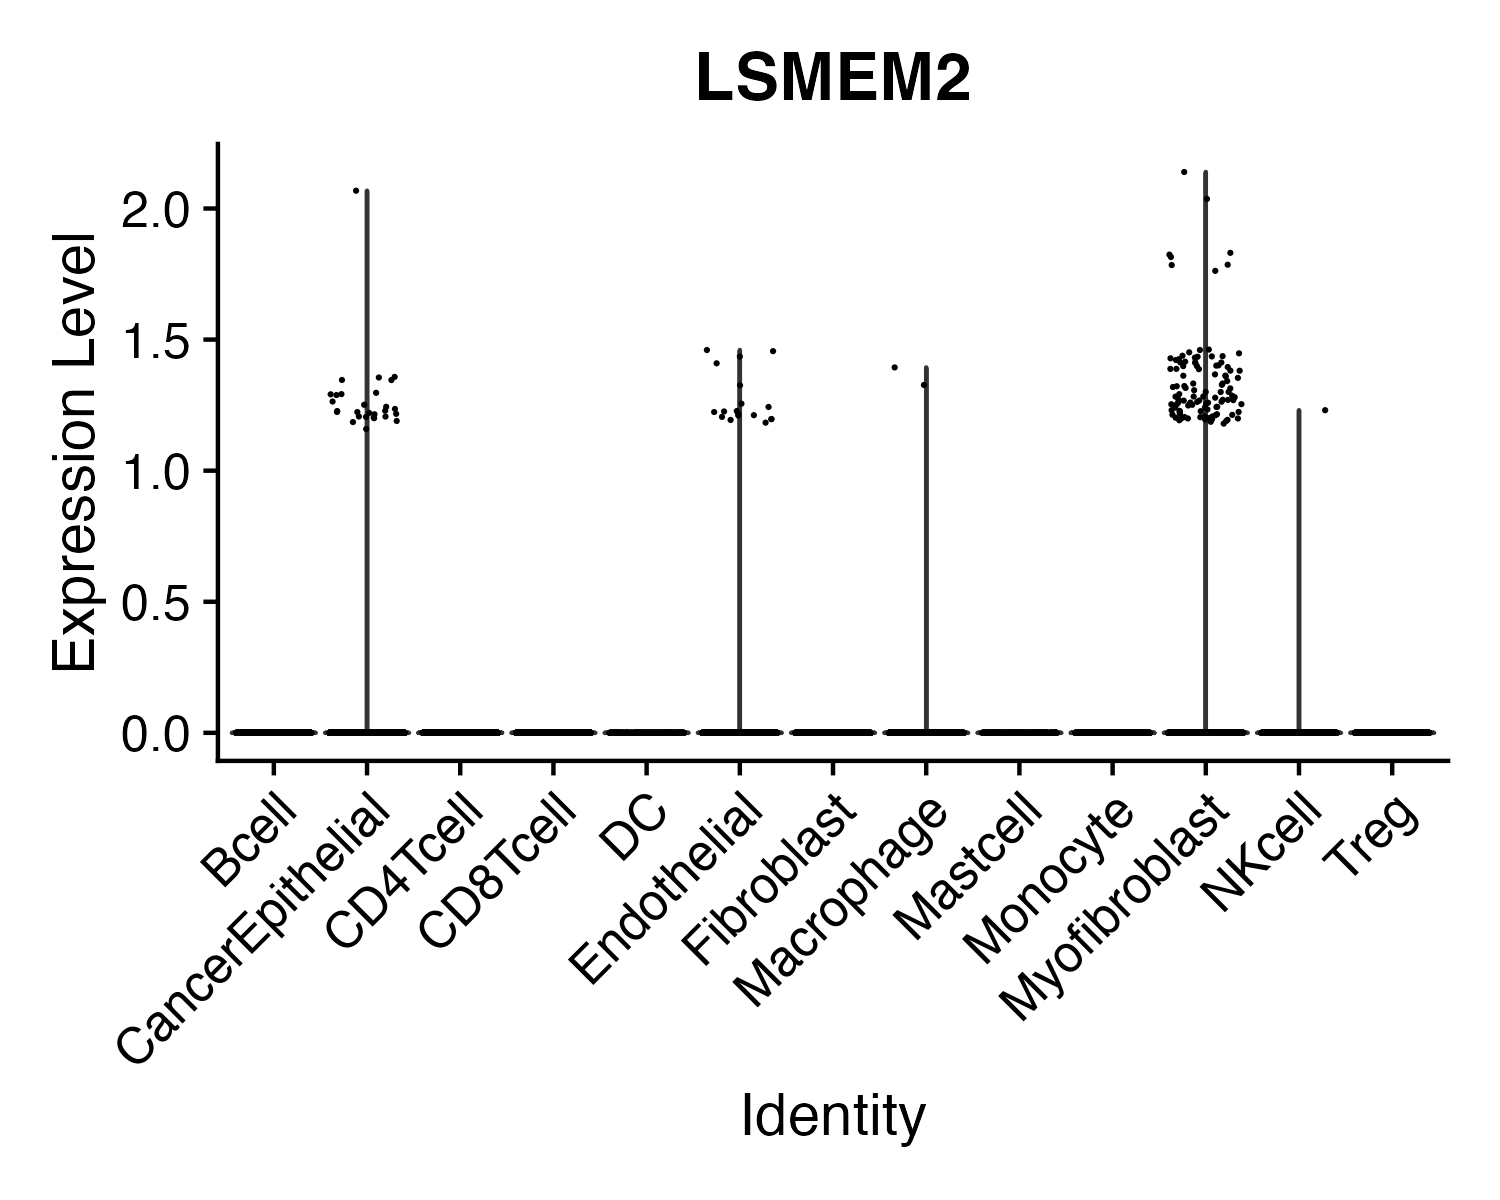 LSMEM2
Expression Level
2.0
1.5
1.0
0.5
0.0
Bcell
CancerEpithelial
CD4Tcell
CD8Tcell
DC
Endothelial
Fibroblast
Macrophage
Mastcell
Monocyte
Myofibroblast
NKcell
Treg
Identity